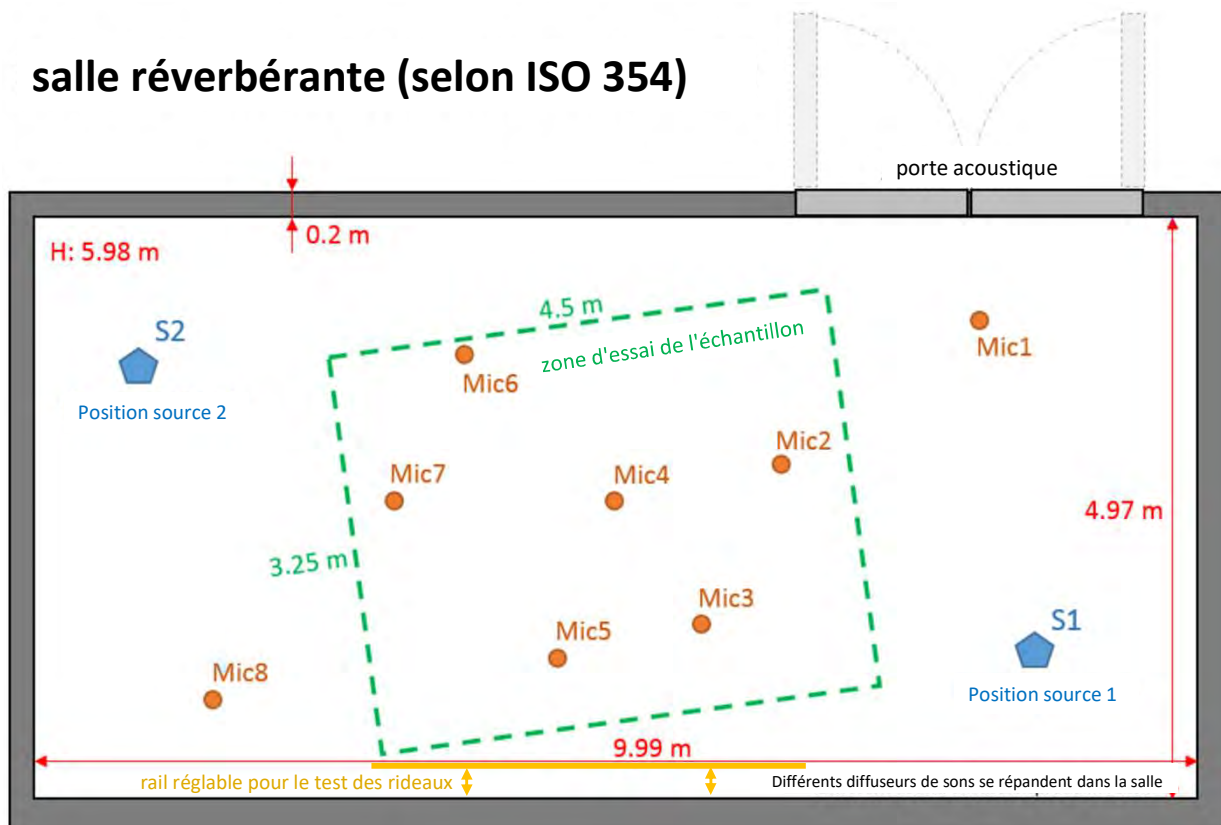 salle réverbérante (selon ISO 354)
porte acoustique
0.2 m
H: 5.98 m
4.5 m
zone d'essai de l'échantillon
S2
Position source 2
Mic1
Mic6
Mic2
Mic7
Mic4
4.97 m
3.25 m
Mic3
Mic5
S1
Mic8
Position source 1
9.99 m
rail réglable pour le test des rideaux
Différents diffuseurs de sons se répandent dans la salle